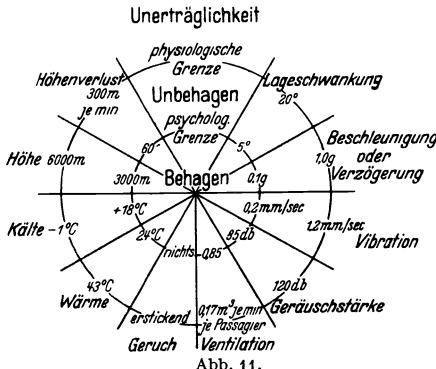 Unerträglichkeit
physiologische
Grenze
Höhenverlust
300m
je min
Lageschwankung
20°
Unbehagen
psycholog.
Grenze
60-
5°
Beschleunigung
oder
Verzögerung
1.0g
Höhe 6000m
3000m
Behagen
0.1g
Kälte -1°C
+18°C
0,2mm/sec
1.2mm/sec
Vibration
24°C
nichts
0,85
95db
43°C
Wärme
120db
Geräuschstärke
erstickend
0,17m³je min
je Passagier
Geruch
Ventilation
Abb. 11.